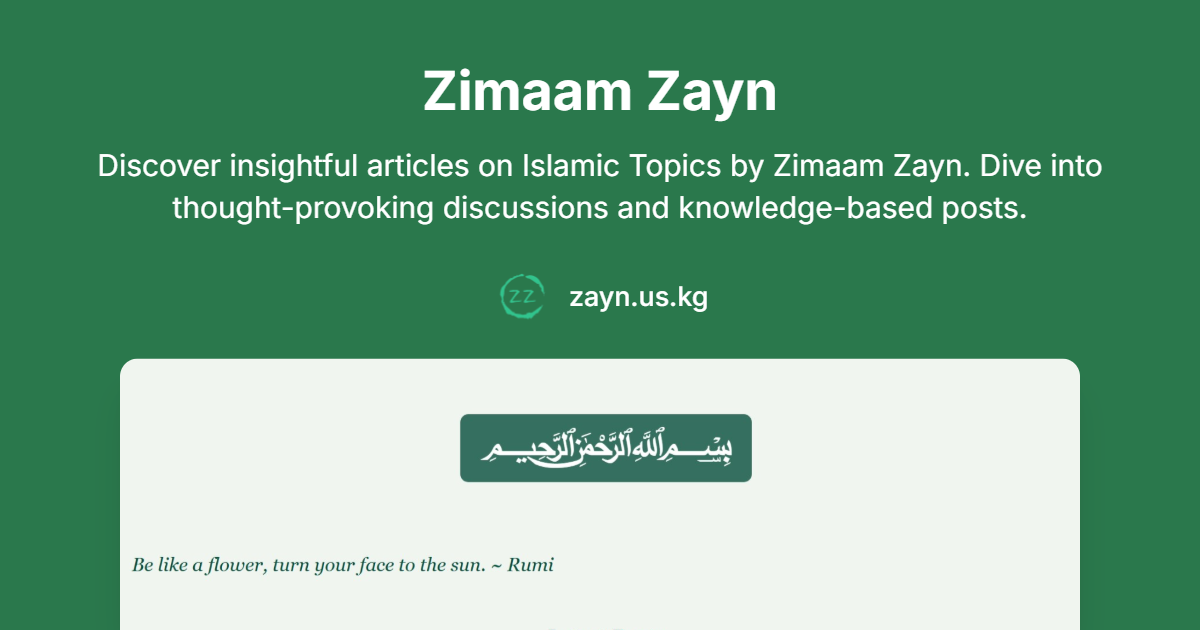 Zimaam Zayn
Discover insightful articles on Islamic Topics by Zimaam Zayn. Dive into
thought-provoking discussions and knowledge-based posts.
ZZ
zayn.us.kg
بِسْمِ ٱللَّهِ ٱلرَّحْمَٰنِ ٱلرَّحِيمِ
Be like a flower, turn your face to the sun. ~ Rumi